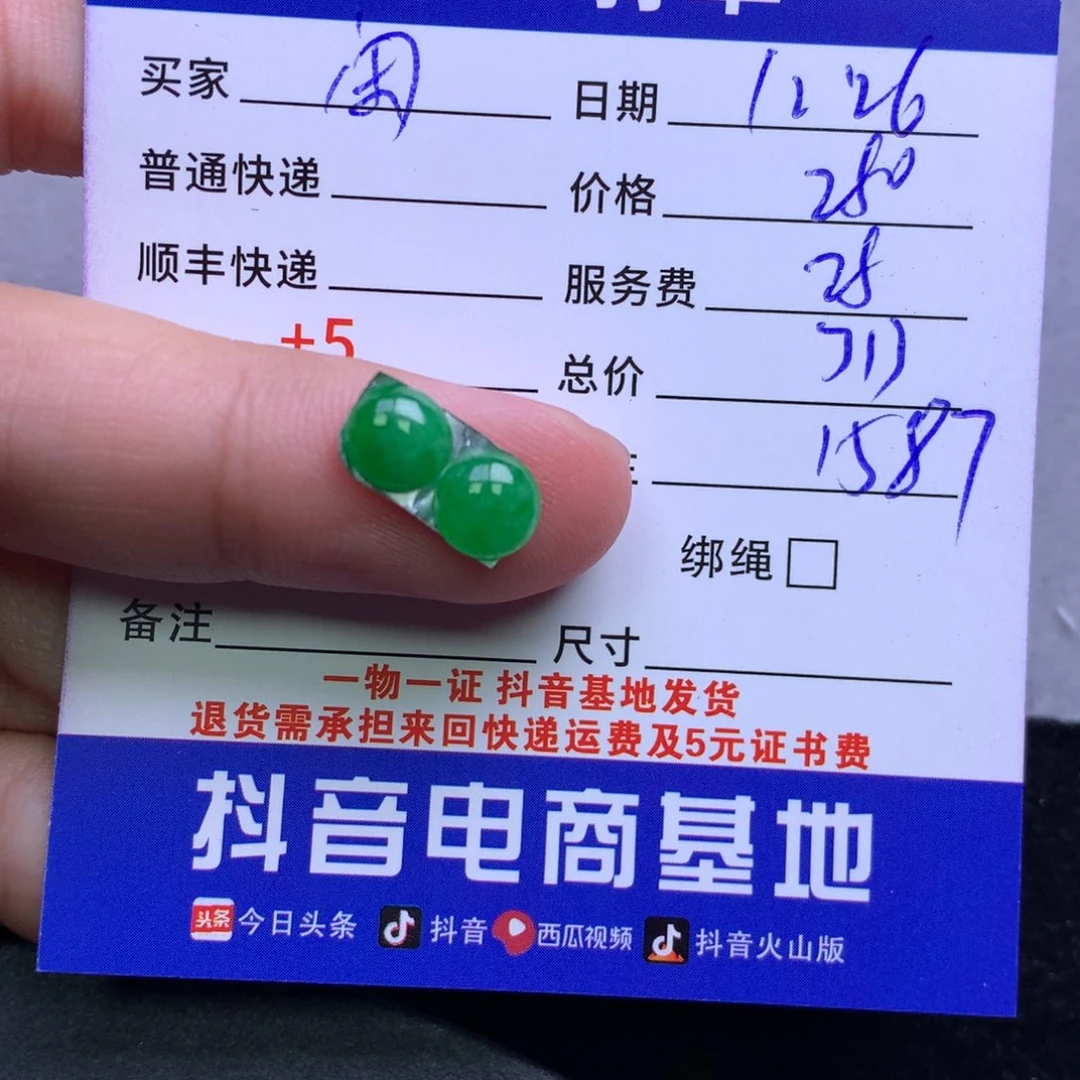 买家 闲 日期 12.26
普通快递 价格 280
顺丰快递 服务费 28
+5
总价 311
1587
绑绳
备注 尺寸
一物一证 抖音基地发货
退货需承担来回快递运费及5元证书费
抖音电商基地
头条 今日头条 抖音 西瓜视频 抖音火山版